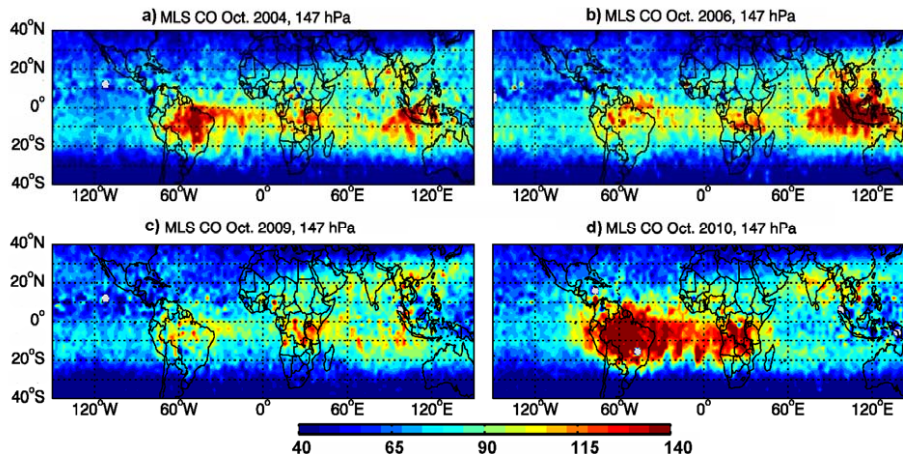 a) MLS CO Oct. 2004, 147 hPa
b) MLS CO Oct. 2006, 147 hPa
40°N
20°N
0°
20°S
40°S
120°W 60°W 0° 60°E 120°E
120°W 60°W 0° 60°E 120°E
c) MLS CO Oct. 2009, 147 hPa
d) MLS CO Oct. 2010, 147 hPa
40°N
20°N
0°
20°S
40°S
120°W 60°W 0° 60°E 120°E
120°W 60°W 0° 60°E 120°E
40 65 90 115 140